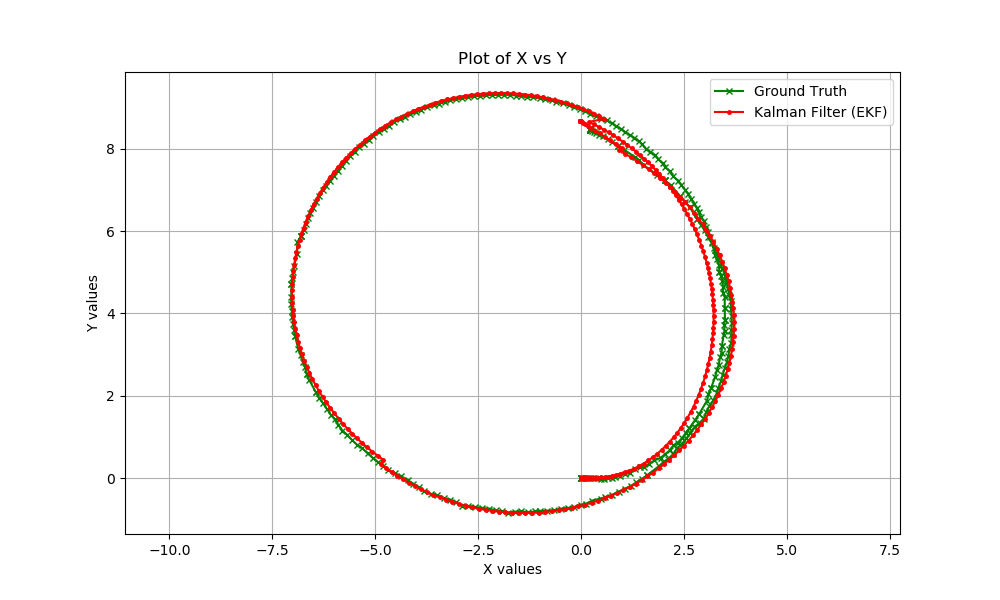 Plot of X vs Y
Ground Truth
Kalman Filter (EKF)
Y values
8
6
4
2
0
−10.0 −7.5 −5.0 −2.5 0.0 2.5 5.0 7.5
X values